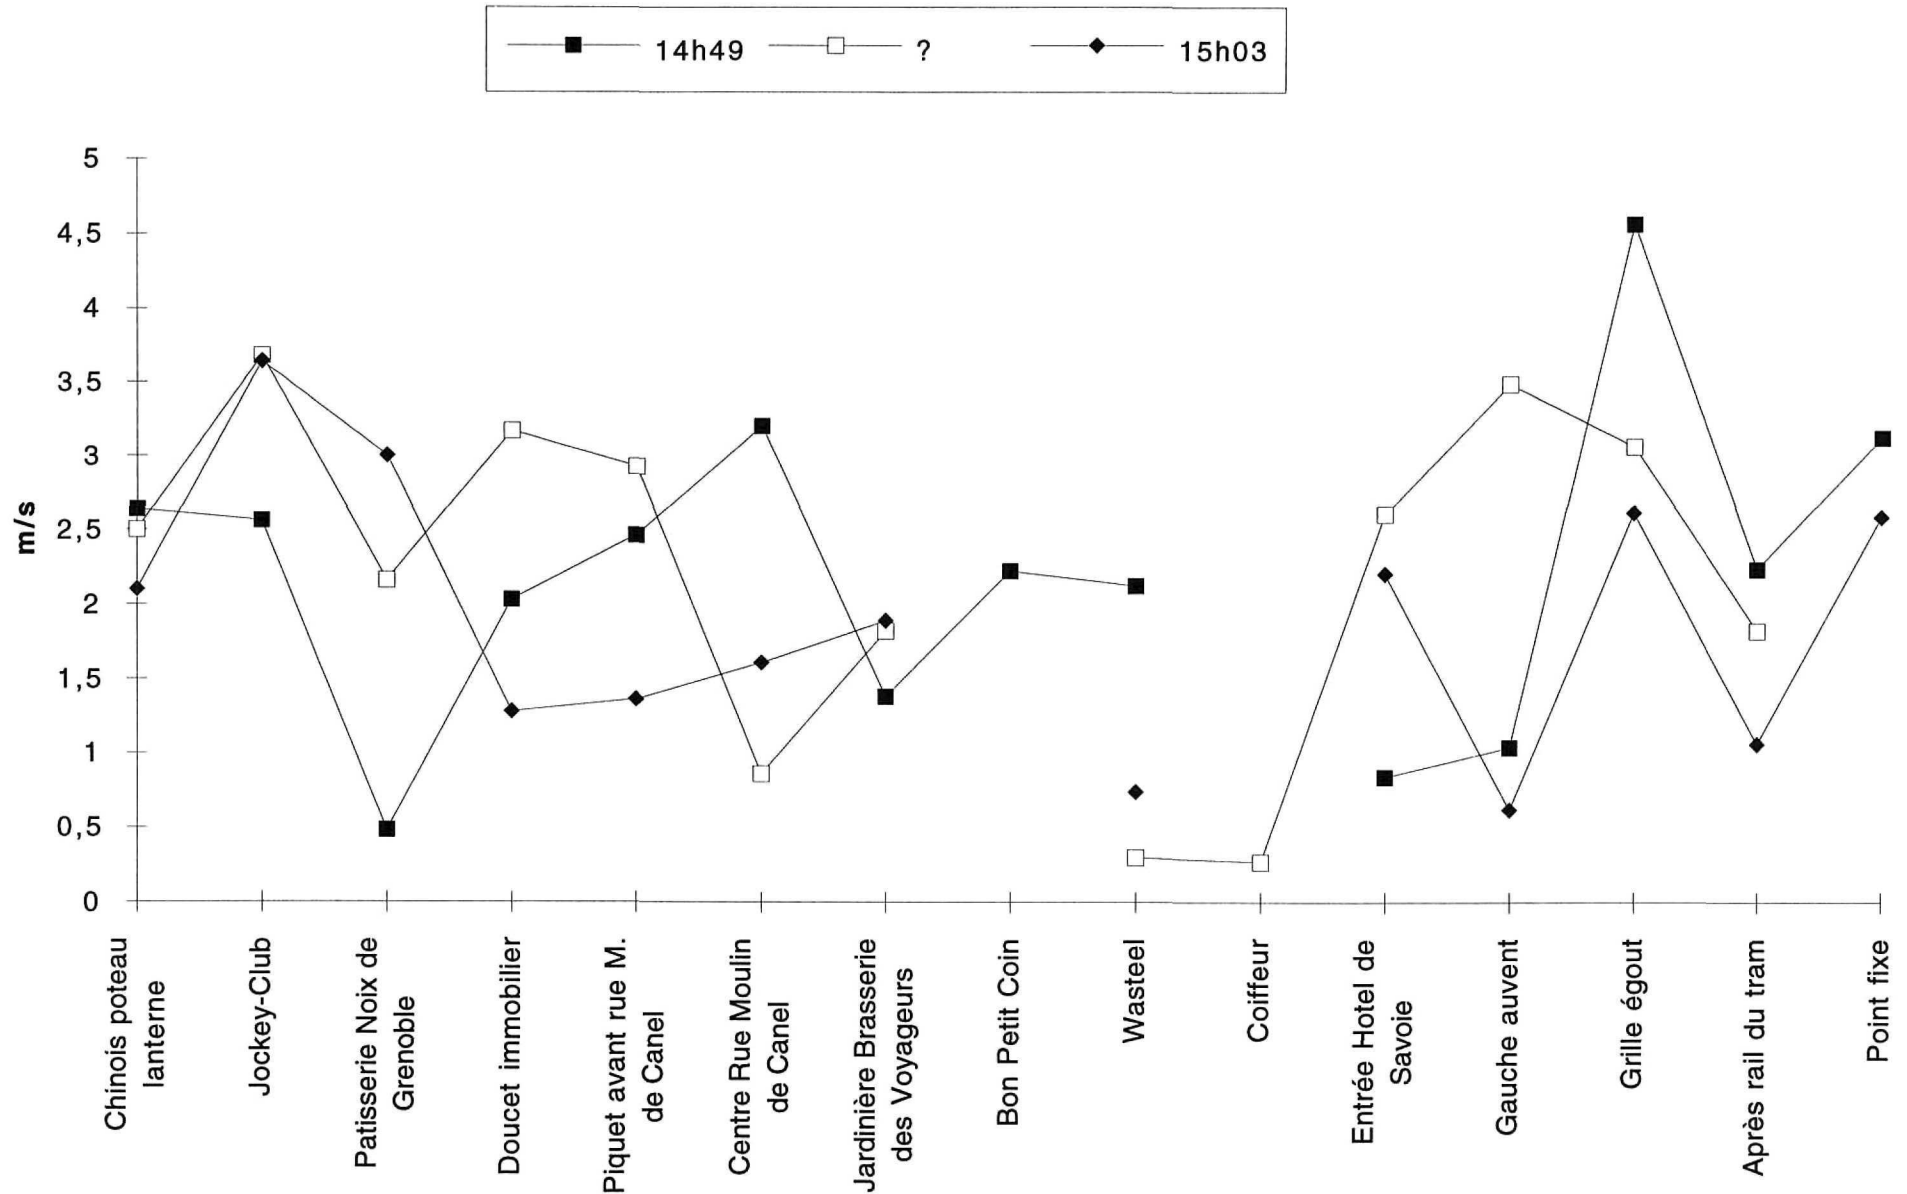 14h49 ? 15h03
5
4,5
4
3,5
3
2,5
2
1,5
1
0,5
0
m/s
Chinois poteau
lanterne
Jockey-Club
Patisserie Noix de
Grenoble
Doucet immobilier
Piquet avant rue M.
de Canel
Centre Rue Moulin
de Canel
Jardinière Brasserie
des Voyageurs
Bon Petit Coin
Wasteel
Coiffeur
Entrée Hotel de
Savoie
Gauche auvent
Grille égout
Après rail du tram
Point fixe